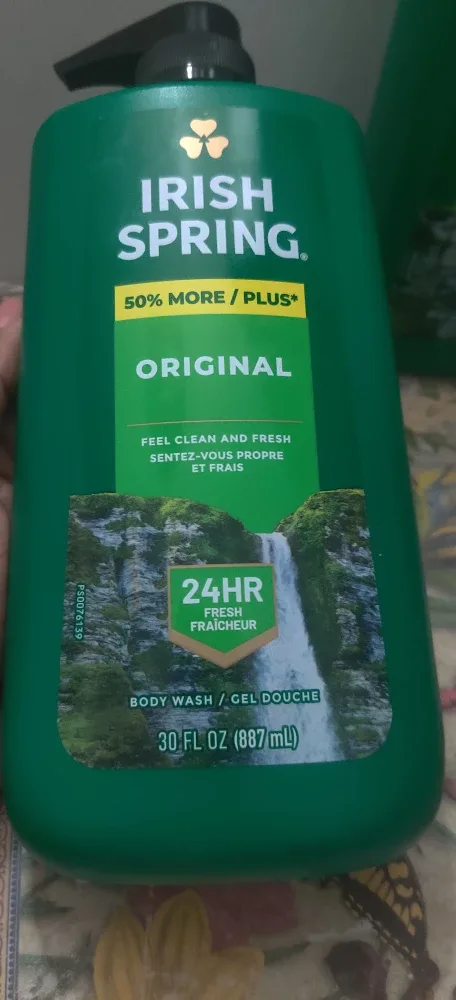 IRISH
SPRING®
50% MORE / PLUS*
ORIGINAL
FEEL CLEAN AND FRESH
SENTEZ-VOUS PROPRE
ET FRAIS
24HR
FRESH
FRAÎCHEUR
PS0076139
BODY WASH / GEL DOUCHE
30 FL OZ (887 mL)